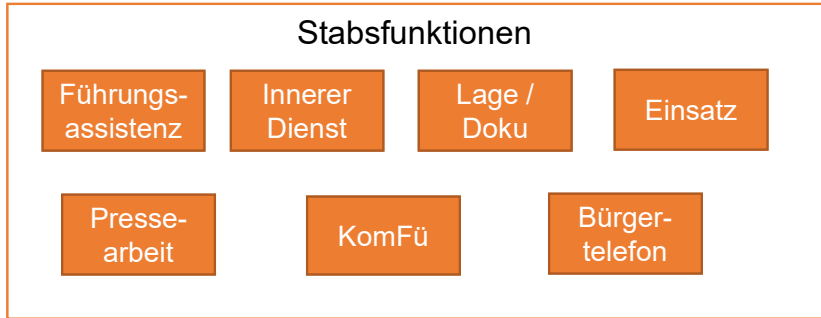 Stabsfunktionen
Führungs-
assistenz
Innerer
Dienst
Lage /
Doku
Einsatz
Presse-
arbeit
KomFü
Bürger-
telefon